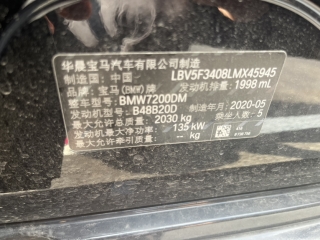 华晨宝马汽车有限公司制造
制造国：中国 LBV5F3408LMX45945
品牌：宝马(BMW)牌 发动机排量：1998 mL
整车型号：BMW7200DM
发动机型号：B48B20D 制造年月：2020-05
最大允许总质量：2030 kg 乘坐人数：5
发动机最大净功率：135 kW
最大允许牵引质量：-- kg